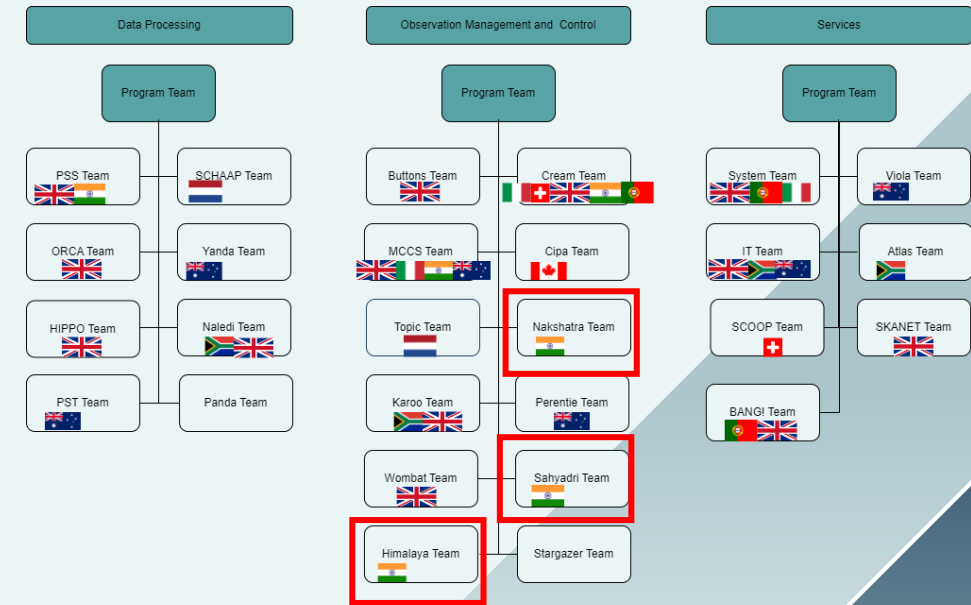 Data Processing
Observation Management and Control
Services
Program Team
Program Team
Program Team
PSS Team
SCHAAP Team
Buttons Team
Cream Team
System Team
Viola Team
ORCA Team
Yanda Team
MCCS Team
Cipa Team
IT Team
Atlas Team
HIPPO Team
Naledi Team
Topic Team
Nakshatra Team
SCOOP Team
SKANET Team
PST Team
Panda Team
Karoo Team
Perentie Team
BANG! Team
Wombat Team
Sahyadri Team
Himalaya Team
Stargazer Team